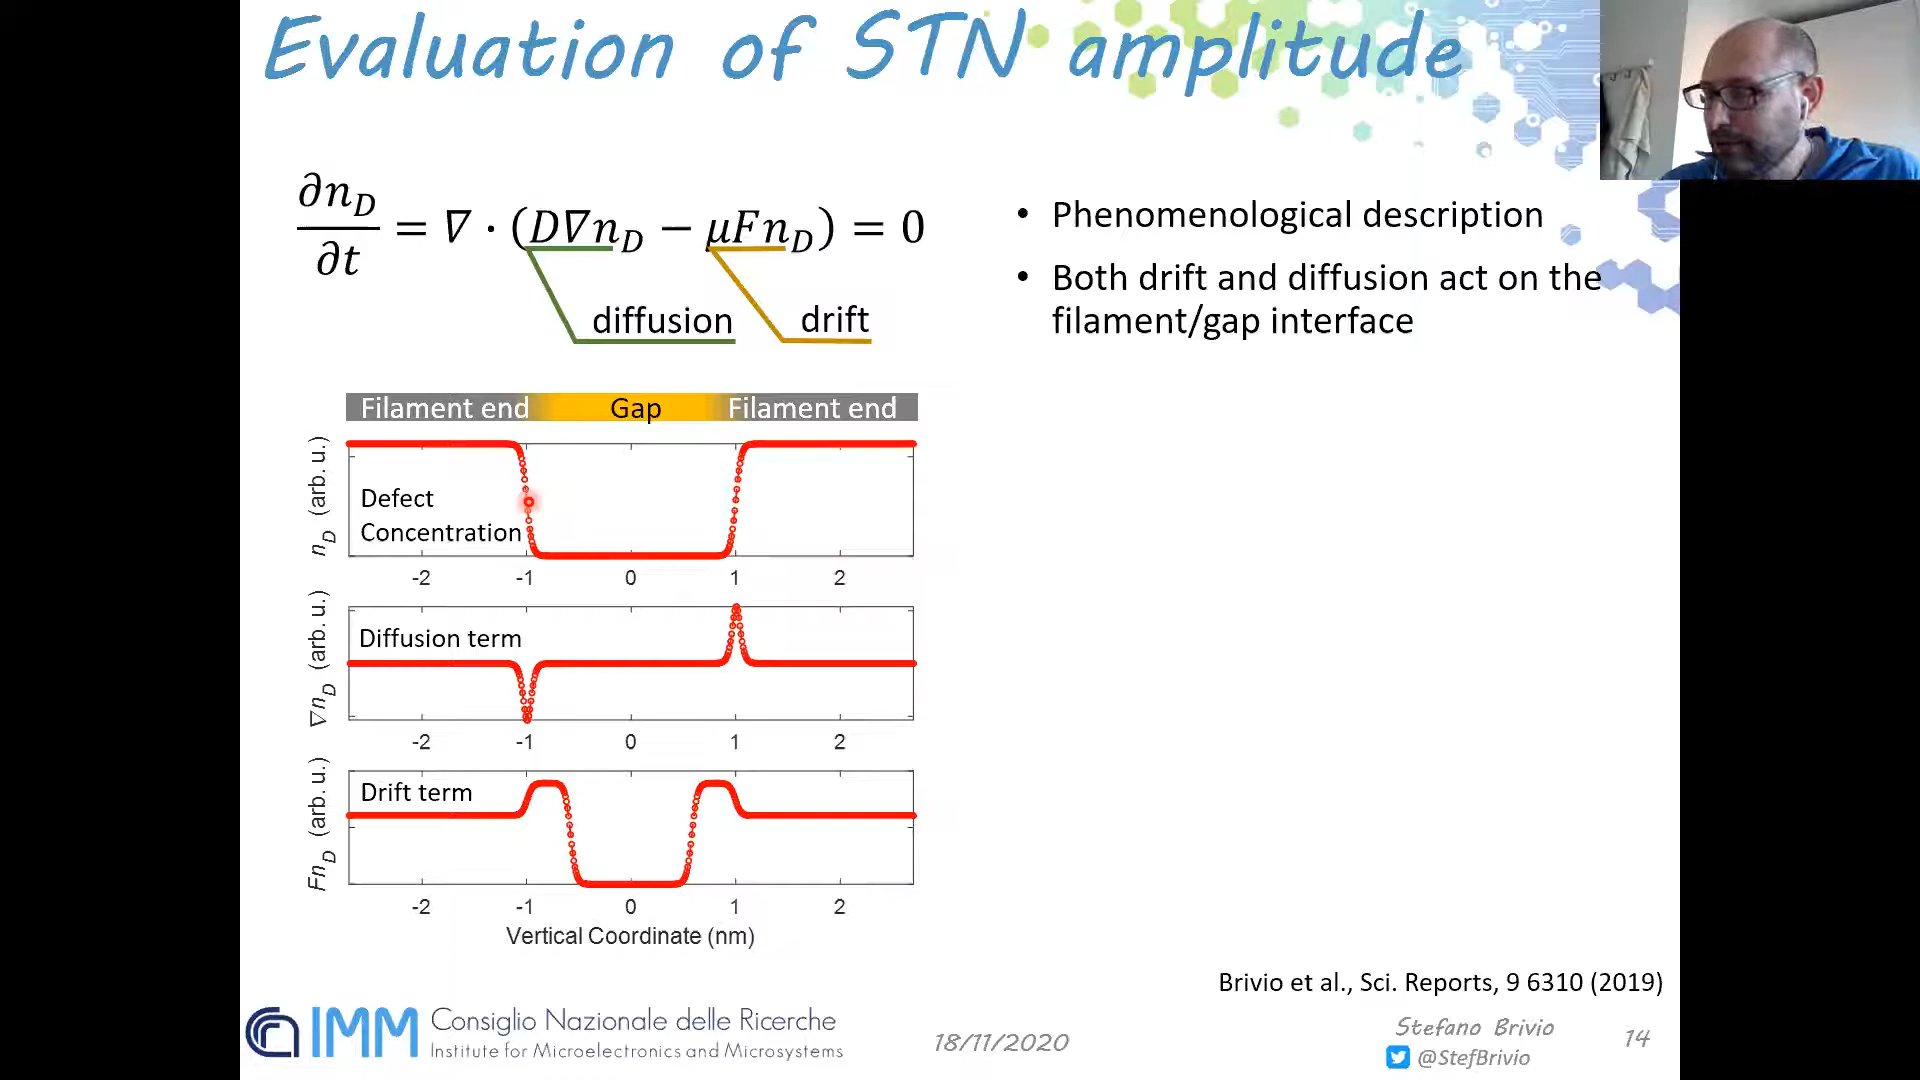 Evaluation of STN amplitude
∂n_D/∂t = ∇ · (D∇n_D − μFn_D) = 0
diffusion drift
• Phenomenological description
• Both drift and diffusion act on the
filament/gap interface
Filament end Gap Filament end
n_D (arb. u.)
Defect
Concentration
-2 -1 0 1 2
∇n_D (arb. u.)
Diffusion term
-2 -1 0 1 2
Fn_D (arb. u.)
Drift term
-2 -1 0 1 2
Vertical Coordinate (nm)
Brivio et al., Sci. Reports, 9 6310 (2019)
IMM Consiglio Nazionale delle Ricerche
Institute for Microelectronics and Microsystems
18/11/2020
Stefano Brivio
@StefBrivio
14